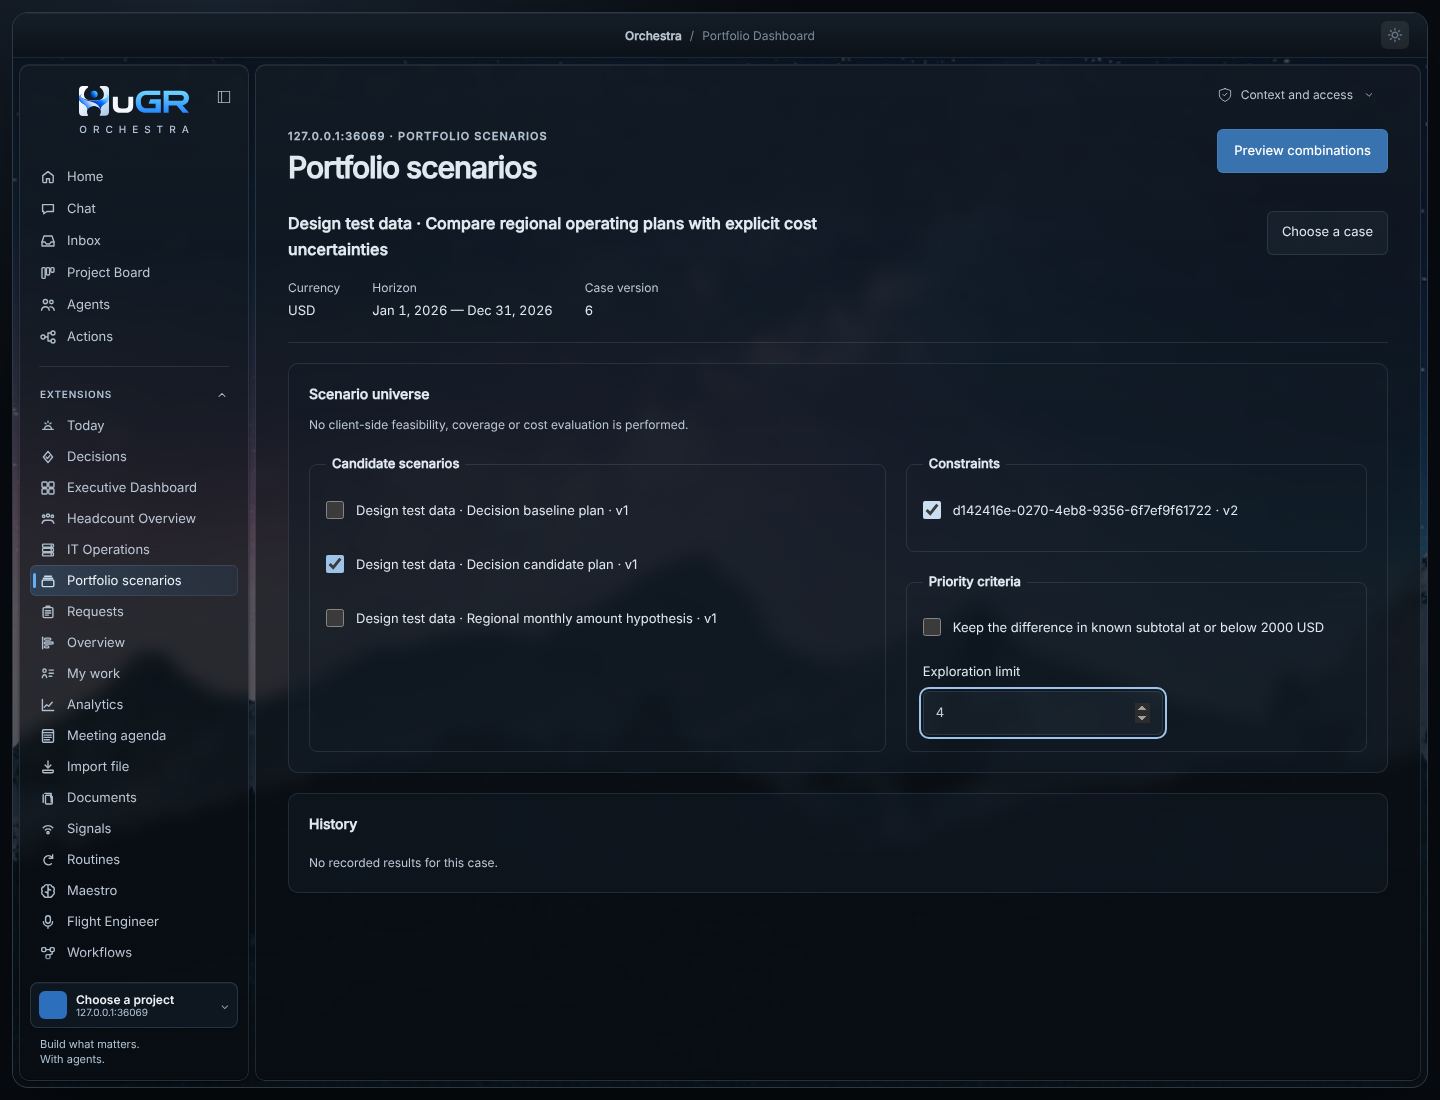 Orchestra / Portfolio Dashboard
HuGR
ORCHESTRA
Home
Chat
Inbox
Project Board
Agents
Actions
EXTENSIONS
Today
Decisions
Executive Dashboard
Headcount Overview
IT Operations
Portfolio scenarios
Requests
Overview
My work
Analytics
Meeting agenda
Import file
Documents
Signals
Routines
Maestro
Flight Engineer
Workflows
Choose a project
127.0.0.1:36069
Build what matters.
With agents.
Context and access
127.0.0.1:36069 · PORTFOLIO SCENARIOS
Portfolio scenarios
Preview combinations
Design test data · Compare regional operating plans with explicit cost
uncertainties
Choose a case
Currency Horizon Case version
USD Jan 1, 2026 — Dec 31, 2026 6
Scenario universe
No client-side feasibility, coverage or cost evaluation is performed.
Candidate scenarios
Design test data · Decision baseline plan · v1
Design test data · Decision candidate plan · v1
Design test data · Regional monthly amount hypothesis · v1
Constraints
d142416e-0270-4eb8-9356-6f7ef9f61722 · v2
Priority criteria
Keep the difference in known subtotal at or below 2000 USD
Exploration limit
4
History
No recorded results for this case.